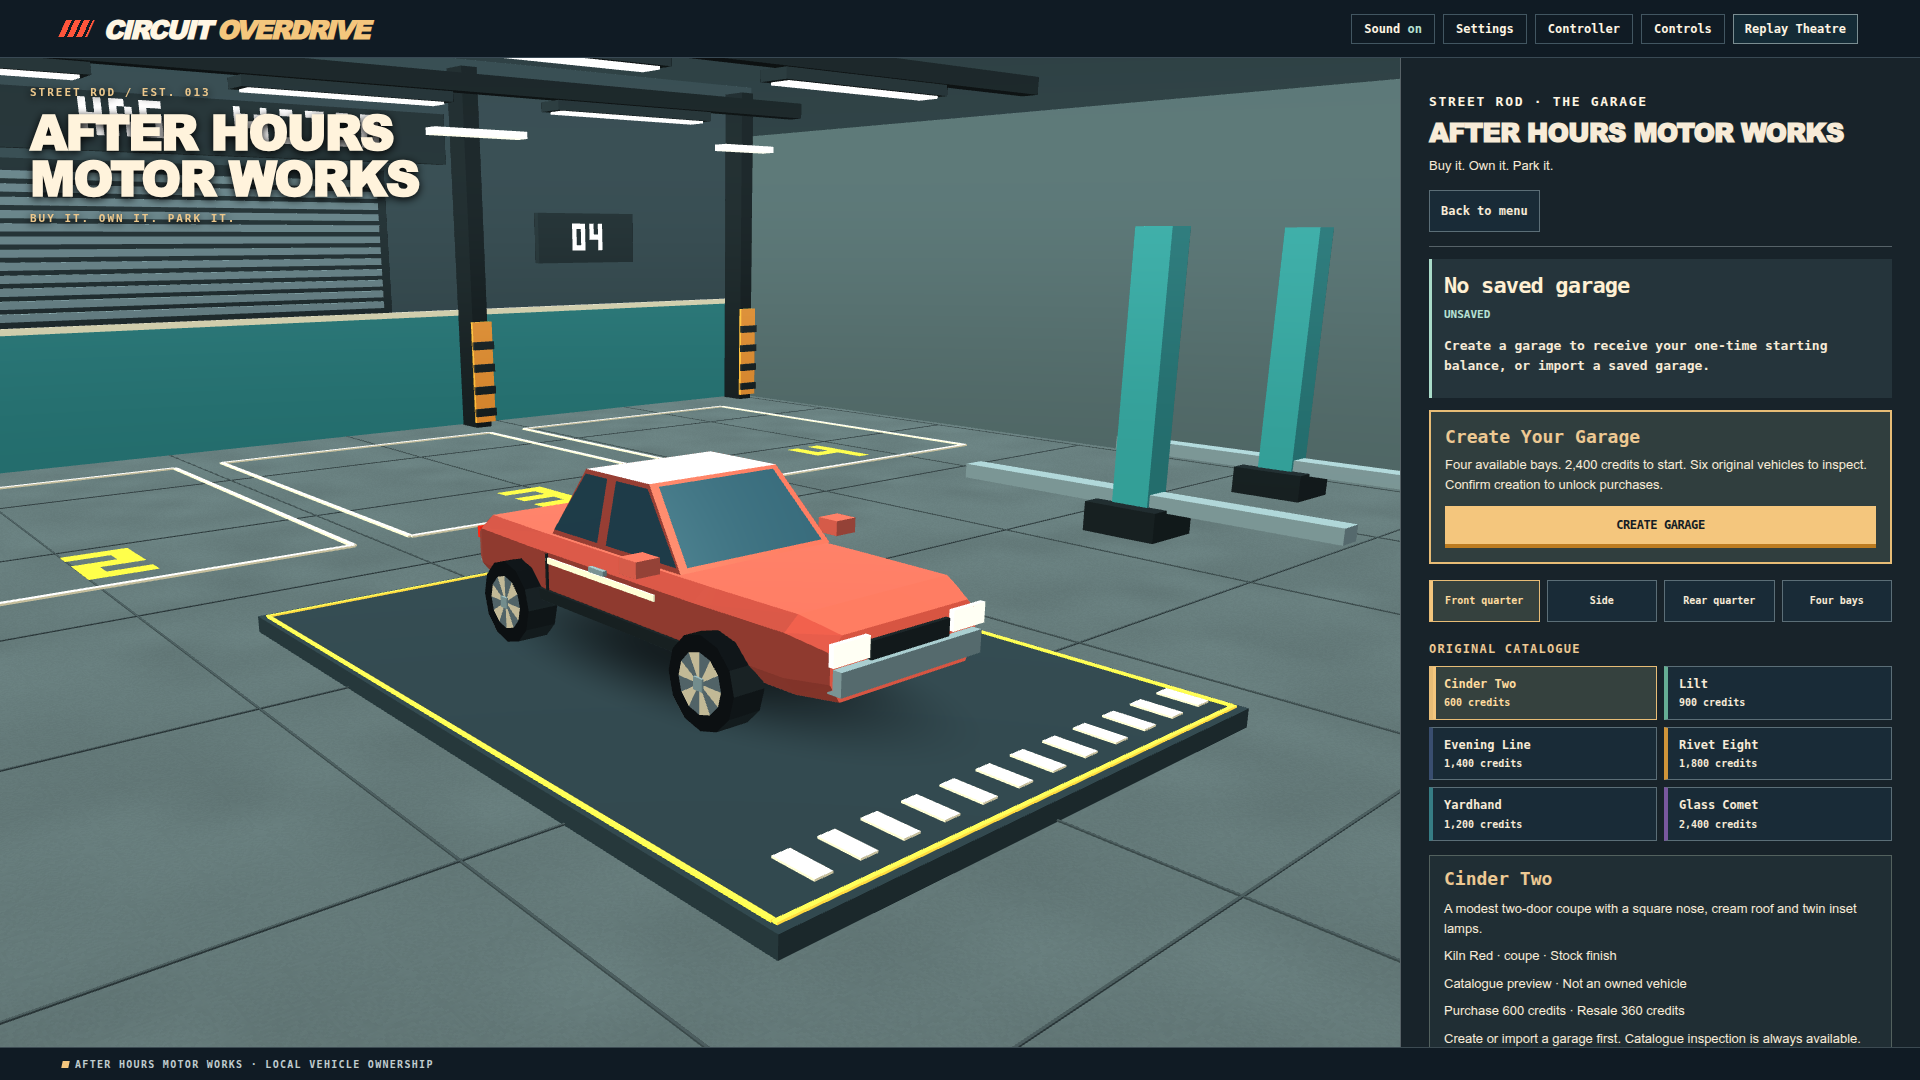 CIRCUIT OVERDRIVE
Sound on
Settings
Controller
Controls
Replay Theatre
STREET ROD / EST. 013
AFTER HOURS
MOTOR WORKS
BUY IT. OWN IT. PARK IT.
04
2
3
STREET ROD · THE GARAGE
AFTER HOURS MOTOR WORKS
Buy it. Own it. Park it.
Back to menu
No saved garage
UNSAVED
Create a garage to receive your one-time starting
balance, or import a saved garage.
Create Your Garage
Four available bays. 2,400 credits to start. Six original vehicles to inspect.
Confirm creation to unlock purchases.
CREATE GARAGE
Front quarter
Side
Rear quarter
Four bays
ORIGINAL CATALOGUE
Cinder Two
600 credits
Lilt
900 credits
Evening Line
1,400 credits
Rivet Eight
1,800 credits
Yardhand
1,200 credits
Glass Comet
2,400 credits
Cinder Two
A modest two-door coupe with a square nose, cream roof and twin inset
lamps.
Kiln Red · coupe · Stock finish
Catalogue preview · Not an owned vehicle
Purchase 600 credits · Resale 360 credits
Create or import a garage first. Catalogue inspection is always available.
AFTER HOURS MOTOR WORKS · LOCAL VEHICLE OWNERSHIP